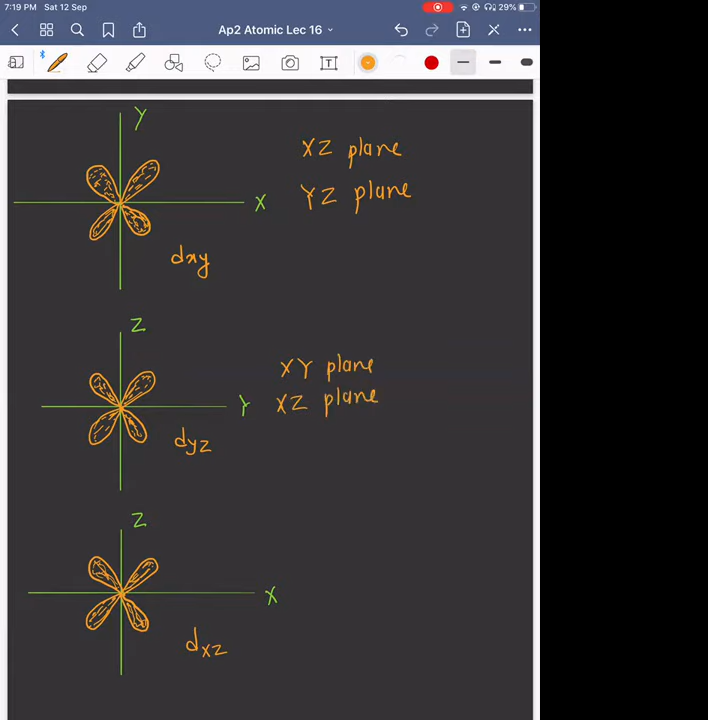 7:19 PM Sat 12 Sep
29%
Ap2 Atomic Lec 16
T
Y
XZ plane
YZ plane
X
dxy
Z
XY plane
XZ plane
Y
dyz
Z
X
dxz